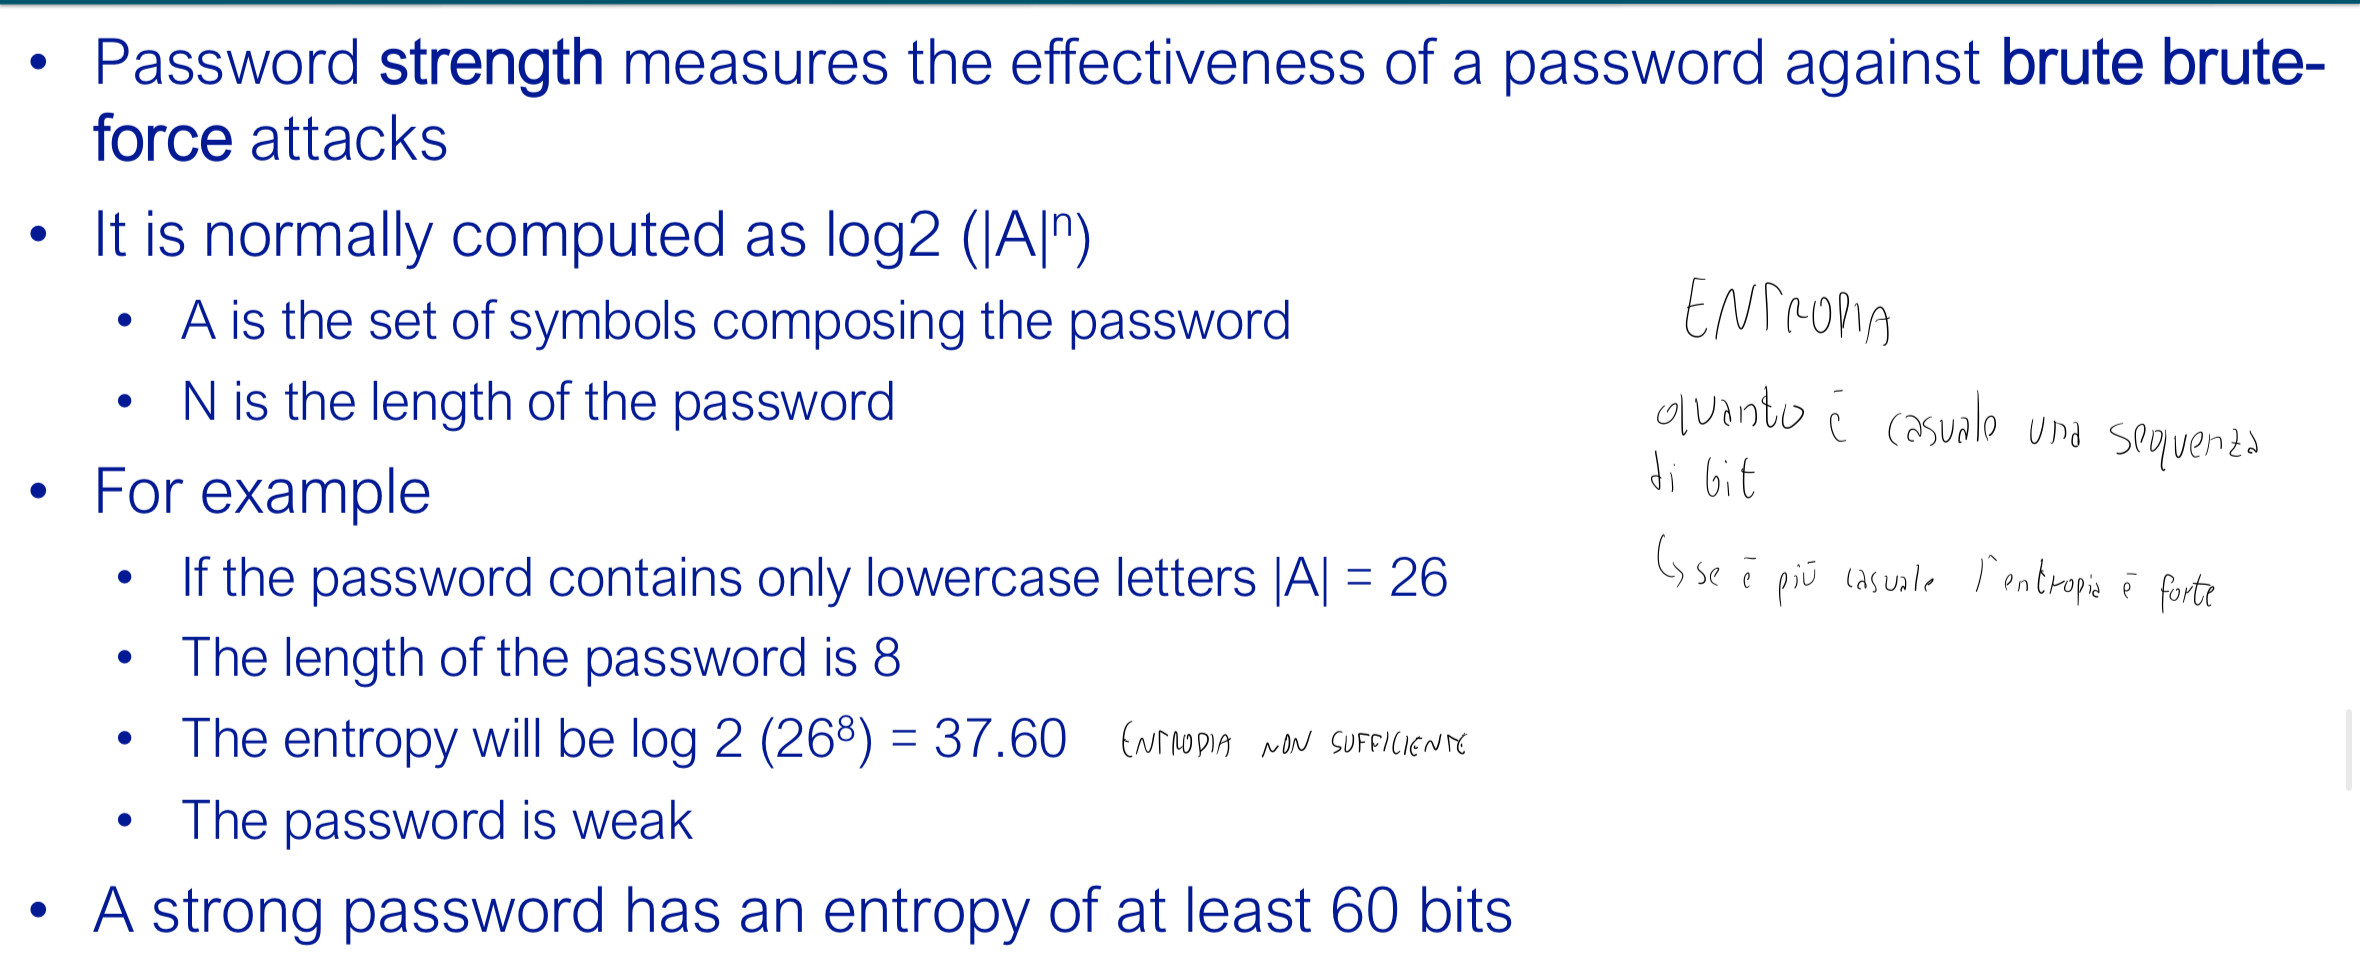 • Password strength measures the effectiveness of a password against brute brute-
force attacks
• It is normally computed as log2 (|A|ⁿ)
• A is the set of symbols composing the password
• N is the length of the password
ENTROPIA
quanto è casuale una sequenza
di bit
↳ se è più casuale l'entropia è forte
• For example
• If the password contains only lowercase letters |A| = 26
• The length of the password is 8
• The entropy will be log 2 (26⁸) = 37.60 ENTROPIA NON SUFFICIENTE
• The password is weak
• A strong password has an entropy of at least 60 bits